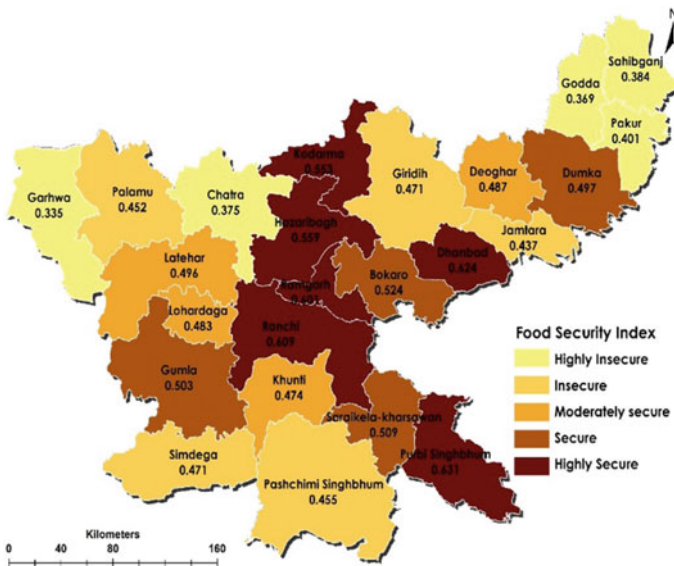 N
Sahibganj
0.384
Godda
0.369
Pakur
0.401
Kodarma
0.553
Giridih
0.471
Deoghar
0.487
Dumka
0.497
Garhwa
0.335
Palamu
0.452
Chatra
0.375
Hazaribagh
0.559
Jamtara
0.437
Dhanbad
0.624
Latehar
0.496
Bokaro
0.524
Ramgarh
0.601
Lohardaga
0.483
Ranchi
0.609
Gumla
0.503
Khunti
0.474
Saraikela-kharsawan
0.509
Simdega
0.471
Purbi Singhbhum
0.631
Pashchimi Singhbhum
0.455
Food Security Index
Highly Insecure
Insecure
Moderately secure
Secure
Highly Secure
Kilometers
0 40 80 160